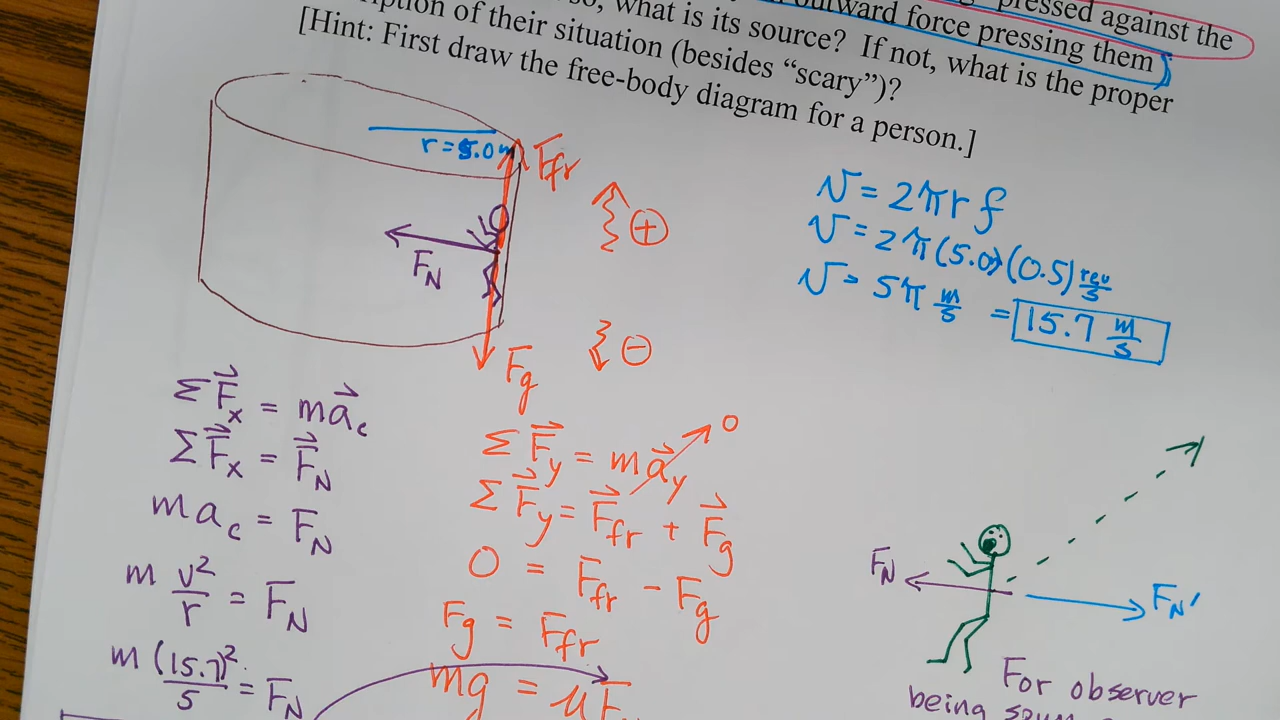 pressed against the
so, what is its source? If not, what is the proper
outward force pressing them
ption of their situation (besides “scary”)?
[Hint: First draw the free-body diagram for a person.]
r = 5.0 m
Ffr
⊕
FN
⊖
Fg
v = 2πr f
v = 2π(5.0)(0.5) rev/s
v = 5π m/s = 15.7 m/s
ΣFx = mac
ΣFx = FN
mac = FN
m v²/r = FN
m (15.7)²/5 = FN
ΣFy = may 0
ΣFy = Ffr + Fg
0 = Ffr - Fg
Fg = Ffr
mg = μF
FN
FN'
For observer
being